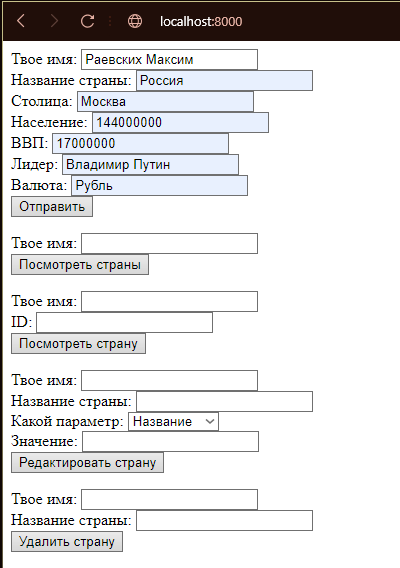 localhost:8000
Твое имя: Раевских Максим
Название страны: Россия
Столица: Москва
Население: 144000000
ВВП: 17000000
Лидер: Владимир Путин
Валюта: Рубль
Отправить
Твое имя:
Посмотреть страны
Твое имя:
ID:
Посмотреть страну
Твое имя:
Название страны:
Какой параметр: Название
Значение:
Редактировать страну
Твое имя:
Название страны:
Удалить страну